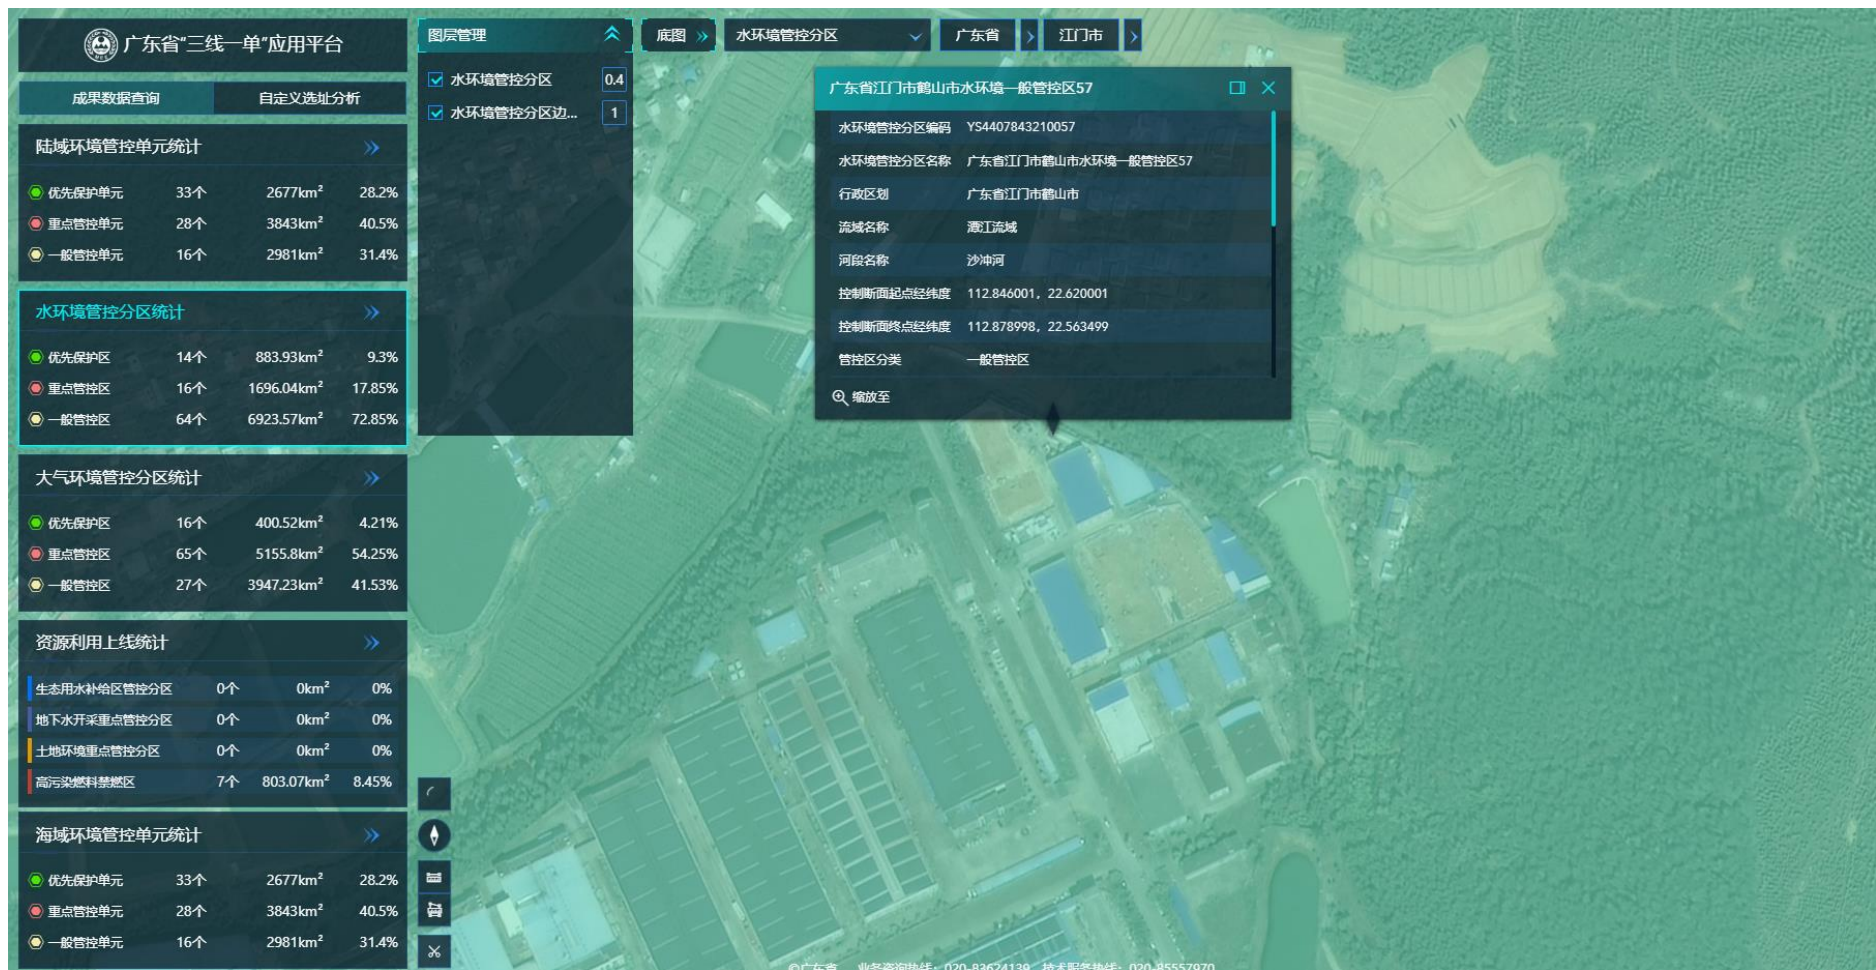 广东省“三线一单”应用平台
成果数据查询 自定义选址分析
陆域环境管控单元统计
优先保护单元 33个 2677km² 28.2%
重点管控单元 28个 3843km² 40.5%
一般管控单元 16个 2981km² 31.4%
水环境管控分区统计
优先保护区 14个 883.93km² 9.3%
重点管控区 16个 1696.04km² 17.85%
一般管控区 64个 6923.57km² 72.85%
大气环境管控分区统计
优先保护区 16个 400.52km² 4.21%
重点管控区 65个 5155.8km² 54.25%
一般管控区 27个 3947.23km² 41.53%
资源利用上线统计
生态用水补给区管控分区 0个 0km² 0%
地下水开采重点管控分区 0个 0km² 0%
土地环境重点管控分区 0个 0km² 0%
高污染燃料禁燃区 7个 803.07km² 8.45%
海域环境管控单元统计
优先保护单元 33个 2677km² 28.2%
重点管控单元 28个 3843km² 40.5%
一般管控单元 16个 2981km² 31.4%
图层管理
水环境管控分区 0.4
水环境管控分区边... 1
底图 水环境管控分区 广东省 江门市
广东省江门市鹤山市水环境一般管控区57
水环境管控分区编码 YS4407843210057
水环境管控分区名称 广东省江门市鹤山市水环境一般管控区57
行政区划 广东省江门市鹤山市
流域名称 潭江流域
河段名称 沙冲河
控制断面起点经纬度 112.846001，22.620001
控制断面终点经纬度 112.878998，22.563499
管控区分类 一般管控区
缩放至
©广东省 业务咨询热线：020-83624139 技术服务热线：020-85557970